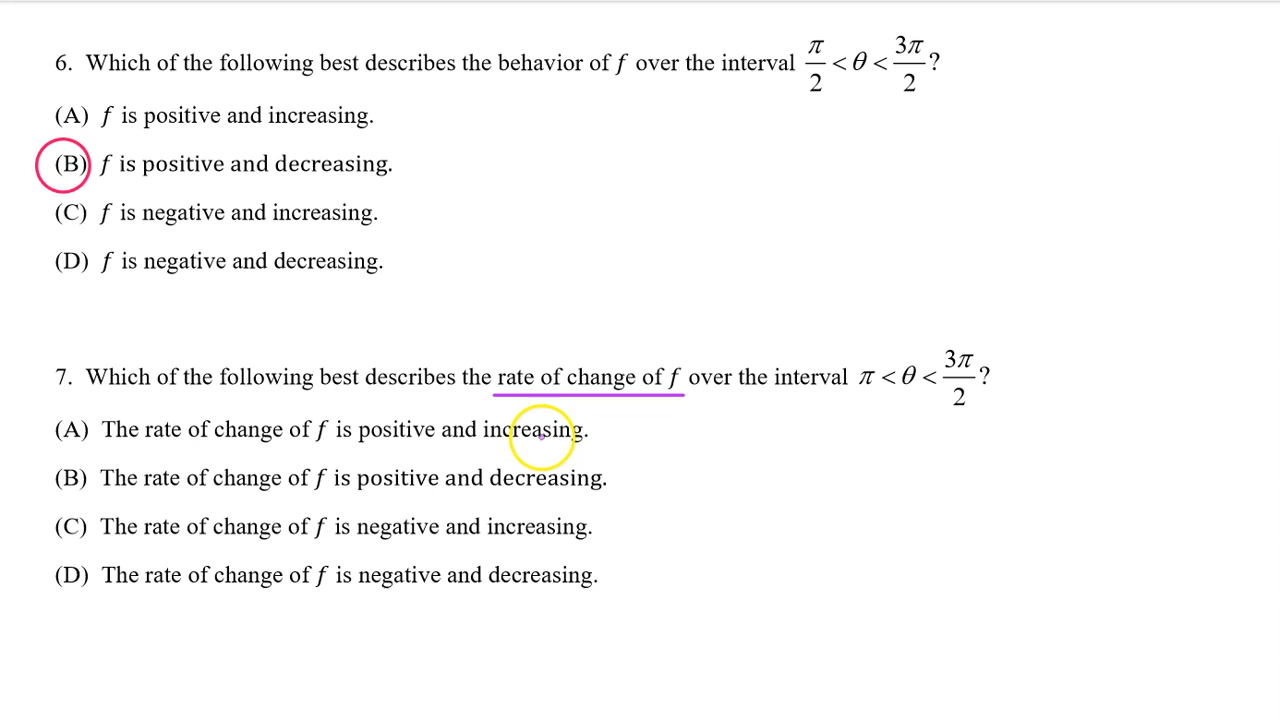 6. Which of the following best describes the behavior of f over the interval π/2 < θ < 3π/2 ?
(A) f is positive and increasing.
(B) f is positive and decreasing.
(C) f is negative and increasing.
(D) f is negative and decreasing.
7. Which of the following best describes the rate of change of f over the interval π < θ < 3π/2 ?
(A) The rate of change of f is positive and increasing.
(B) The rate of change of f is positive and decreasing.
(C) The rate of change of f is negative and increasing.
(D) The rate of change of f is negative and decreasing.